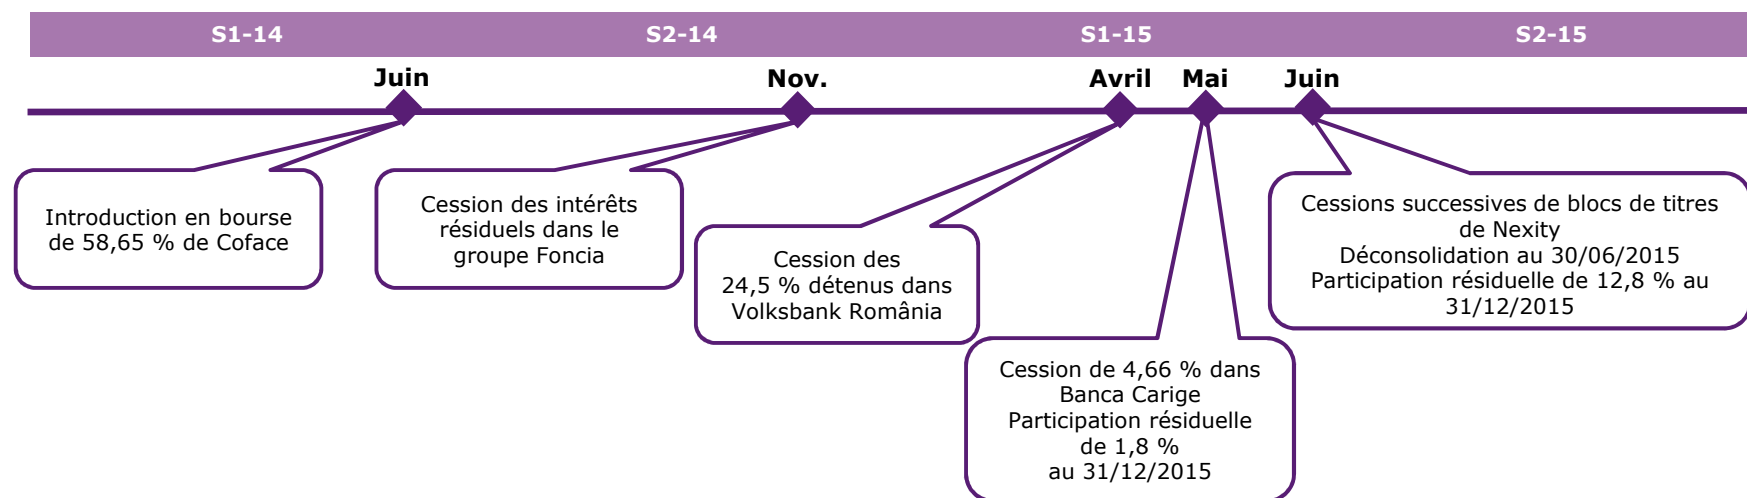 S1-14
S2-14
S1-15
S2-15
Juin
Nov.
Avril
Mai
Juin
Introduction en bourse
de 58,65 % de Coface
Cession des intérêts
résiduels dans le
groupe Foncia
Cession des
24,5 % détenus dans
Volksbank România
Cession de 4,66 % dans
Banca Carige
Participation résiduelle
de 1,8 %
au 31/12/2015
Cessions successives de blocs de titres
de Nexity
Déconsolidation au 30/06/2015
Participation résiduelle de 12,8 % au
31/12/2015